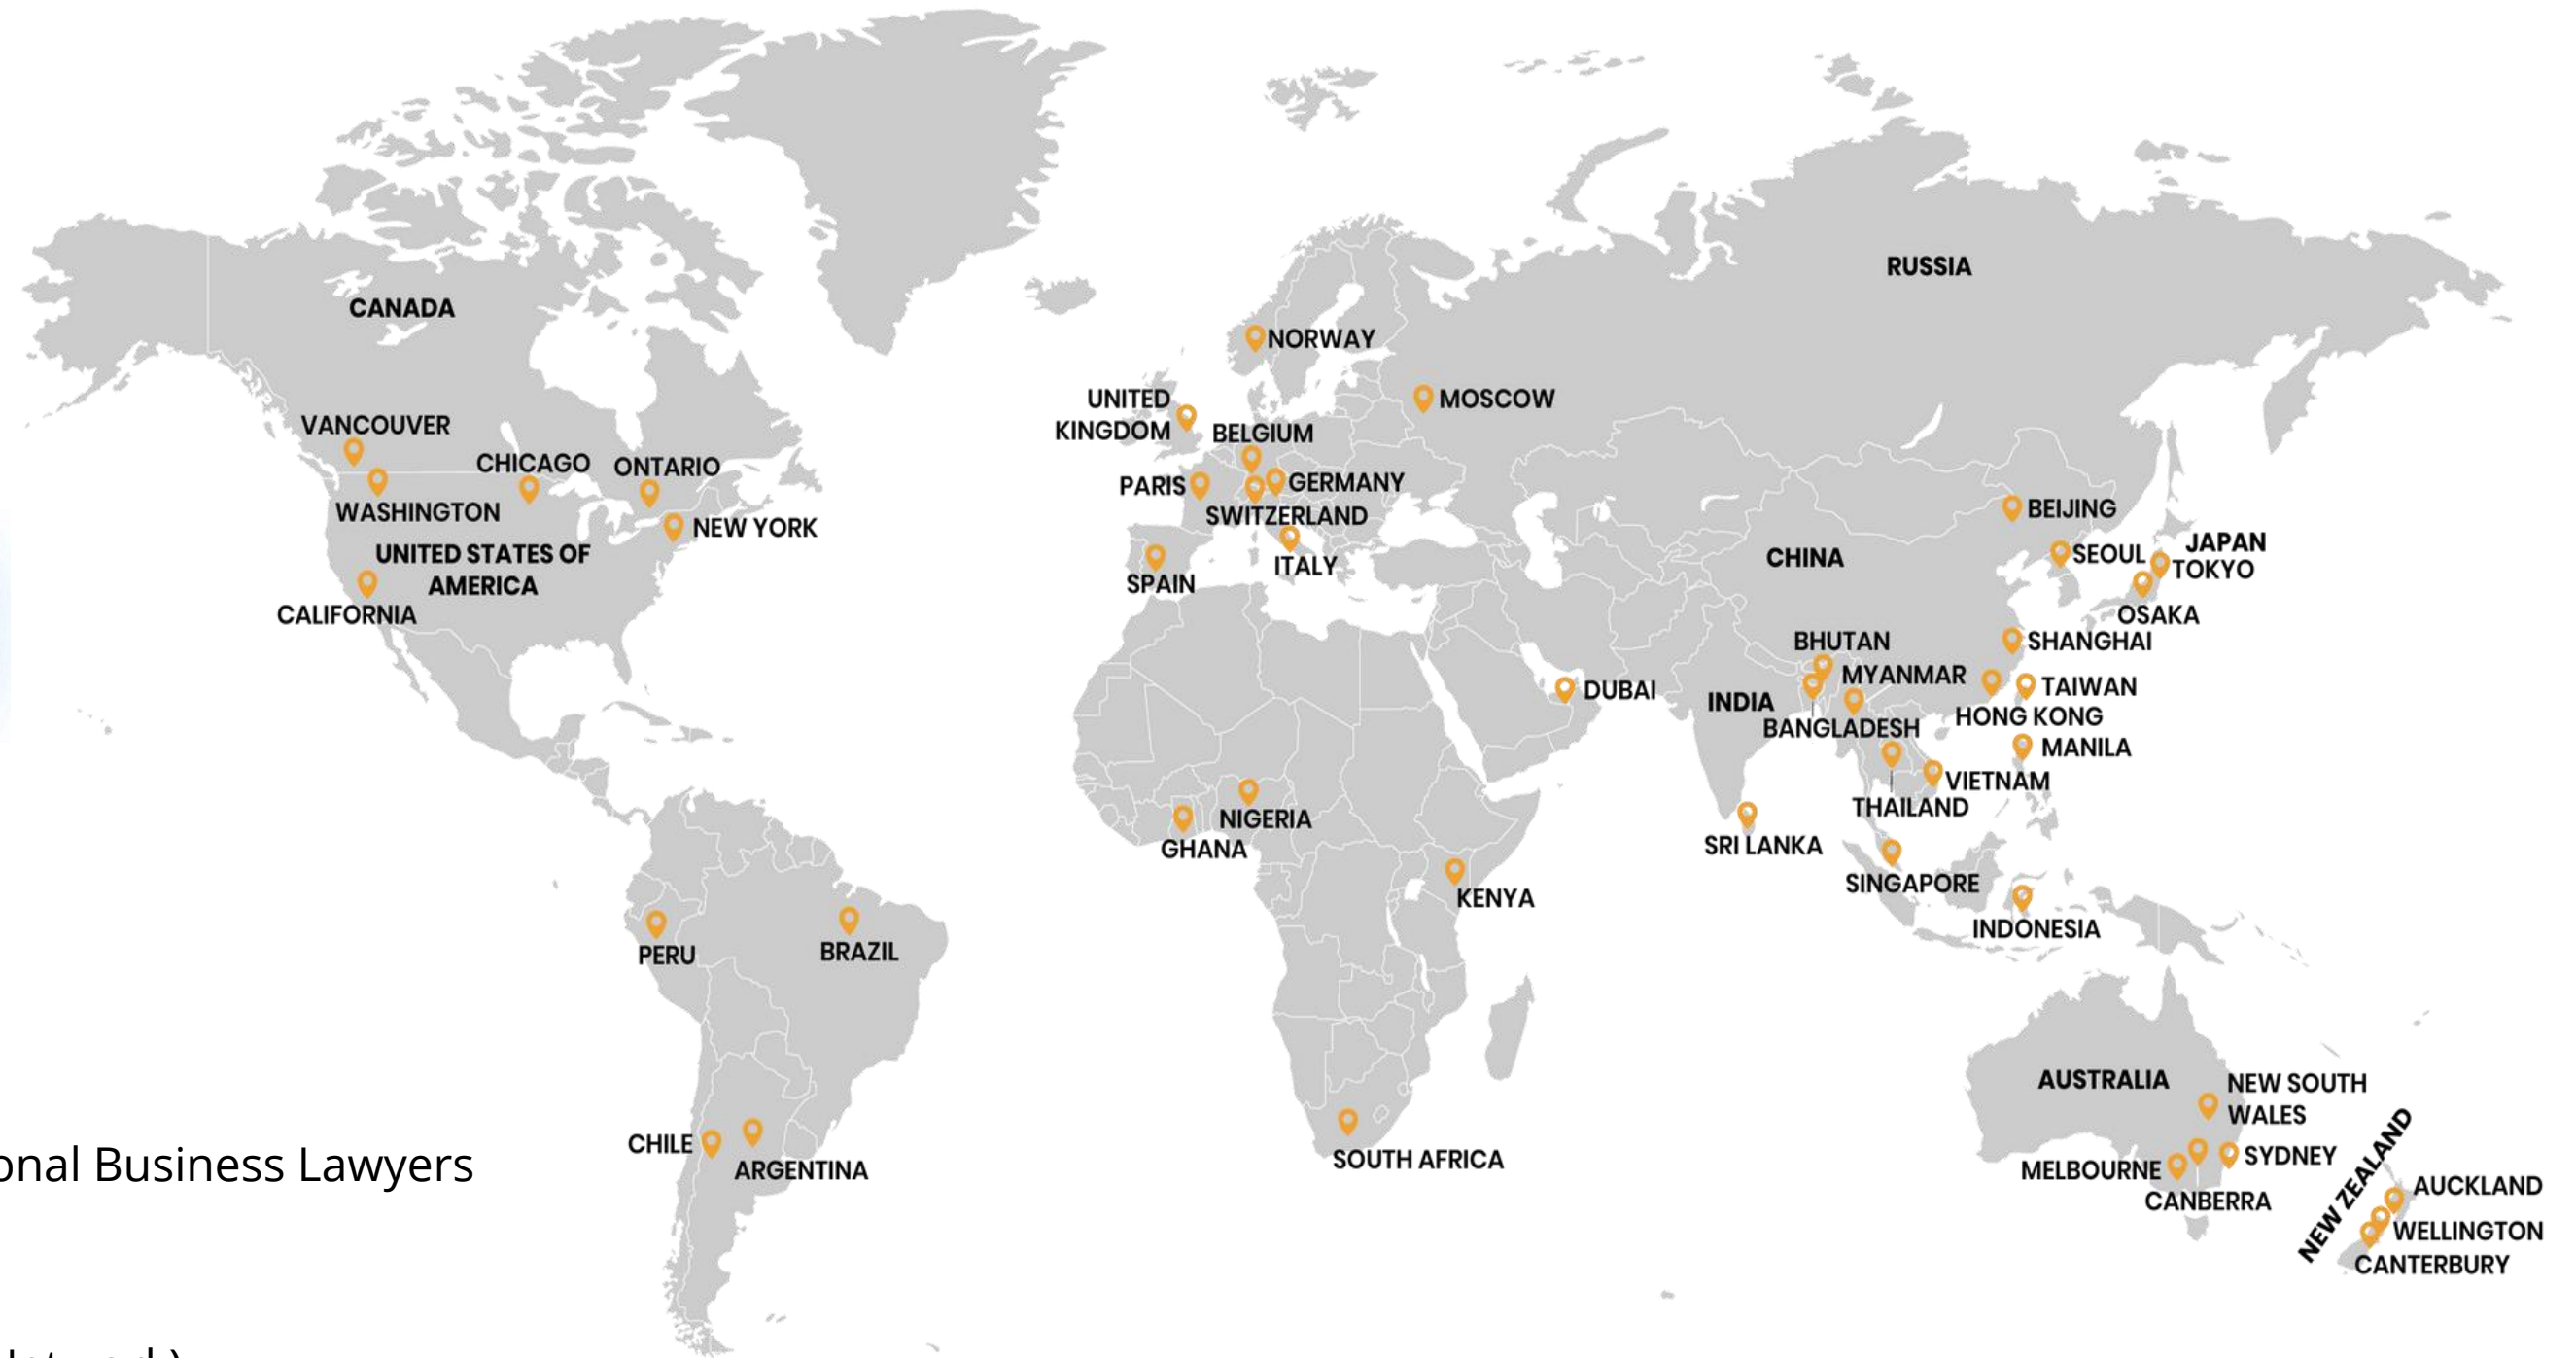 RUSSIA
CANADA
NORWAY
UNITED
KINGDOM
MOSCOW
VANCOUVER
BELGIUM
CHICAGO
ONTARIO
PARIS
GERMANY
WASHINGTON
SWITZERLAND
BEIJING
NEW YORK
UNITED STATES OF
AMERICA
ITALY
SPAIN
CHINA
SEOUL
JAPAN
TOKYO
CALIFORNIA
OSAKA
BHUTAN
SHANGHAI
MYANMAR
DUBAI
INDIA
TAIWAN
BANGLADESH
HONG KONG
MANILA
VIETNAM
THAILAND
NIGERIA
GHANA
SRI LANKA
SINGAPORE
KENYA
INDONESIA
PERU
BRAZIL
AUSTRALIA
NEW SOUTH
WALES
CHILE
ARGENTINA
SOUTH AFRICA
MELBOURNE
SYDNEY
CANBERRA
NEW ZEALAND
AUCKLAND
WELLINGTON
CANTERBURY
onal Business Lawyers